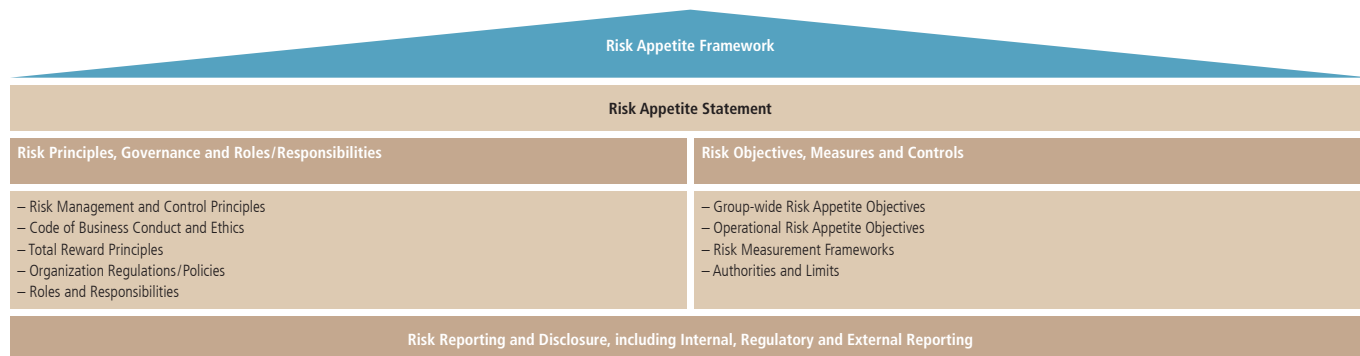 Risk Appetite Framework
Risk Appetite Statement
Risk Principles, Governance and Roles/Responsibilities
– Risk Management and Control Principles
– Code of Business Conduct and Ethics
– Total Reward Principles
– Organization Regulations/Policies
– Roles and Responsibilities
Risk Objectives, Measures and Controls
– Group-wide Risk Appetite Objectives
– Operational Risk Appetite Objectives
– Risk Measurement Frameworks
– Authorities and Limits
Risk Reporting and Disclosure, including Internal, Regulatory and External Reporting